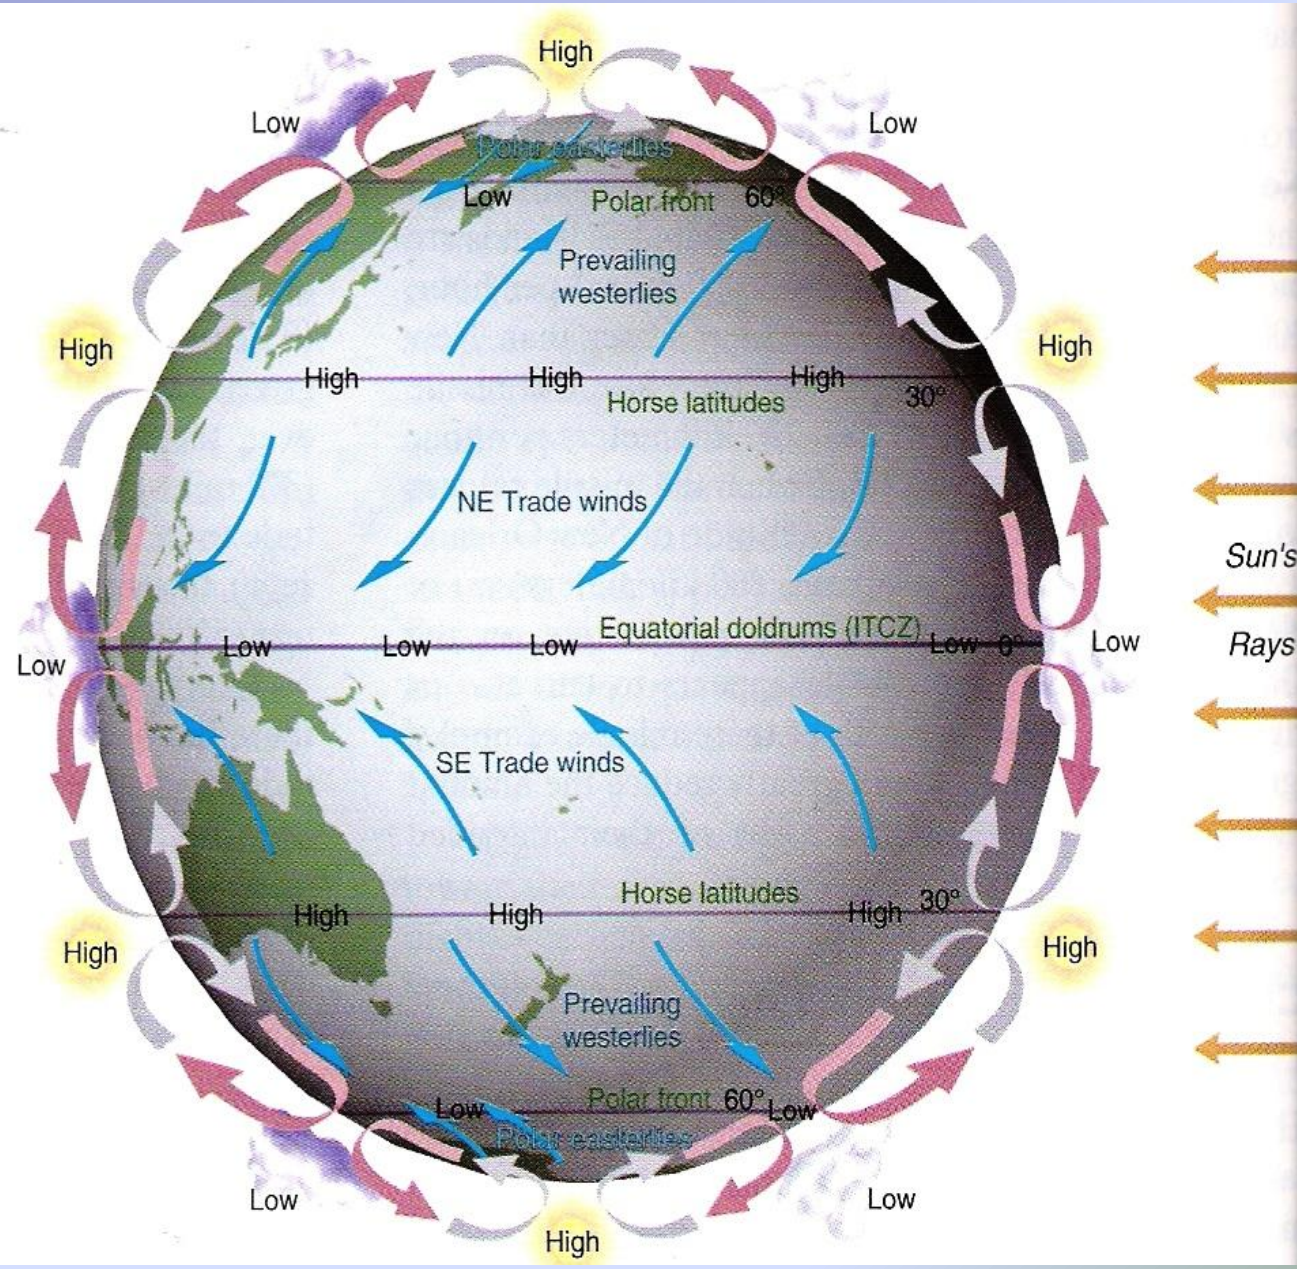 High
Low
Low
Polar easterlies
Low
Polar front
60°
Prevailing
westerlies
High
High
High
High
High
Horse latitudes
30°
NE Trade winds
Sun's
Equatorial doldrums (ITCZ)
Low
Low
Low
Low
Low
0°
Low
Rays
SE Trade winds
Horse latitudes
30°
High
High
High
High
High
Prevailing
westerlies
Polar front
60°
Low
Low
Polar easterlies
Low
Low
High